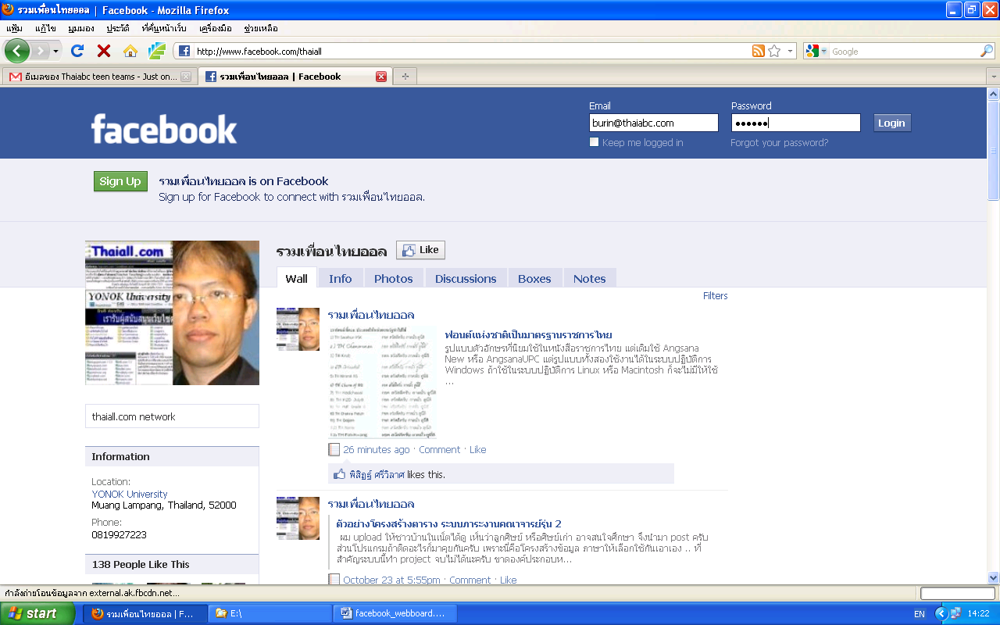 รวมเพื่อนไทยออล | Facebook - Mozilla Firefox
แฟ้ม แก้ไข มุมมอง ประวัติ ที่คั่นหน้าเว็บ เครื่องมือ ช่วยเหลือ
http://www.facebook.com/thaiall
Google
อีเมลของ Thaiabc teen teams - Just on...
รวมเพื่อนไทยออล | Facebook
Email Password
facebook
burin@thaiabc.com ●●●●●● Login
Keep me logged in Forgot your password?
Sign Up
รวมเพื่อนไทยออล is on Facebook
Sign up for Facebook to connect with รวมเพื่อนไทยออล.
Thaiall.com
YONOK University
เรารับผู้สนับสนุนเว็บไซต์
รวมเพื่อนไทยออล Like
Wall Info Photos Discussions Boxes Notes
Filters
รวมเพื่อนไทยออล
ฟอนต์แห่งชาติเป็นมาตรฐานราชการไทย
รูปแบบตัวอักษรที่นิยมใช้ในหนังสือราชการไทย แต่เดิมใช้ Angsana
New หรือ AngsanaUPC แต่รูปแบบทั้งสองใช้งานได้ในระบบปฏิบัติการ
Windows ถ้าใช้ในระบบปฏิบัติการ Linux หรือ Macintosh ก็จะไม่มีให้ใช้
...
26 minutes ago · Comment · Like
พิสิฏฐ์ ศรีวิลาศ likes this.
thaiall.com network
Information
Location:
YONOK University
Muang Lampang, Thailand, 52000
Phone:
0819927223
138 People Like This
รวมเพื่อนไทยออล
ตัวอย่างโครงสร้างตาราง ระบบภาระงานคณาจารย์รุ่น 2
ผม upload ให้ชาวบ้านในเน็ตได้ดู เห็นว่าลูกศิษย์ หรือศิษย์เก่า อาจสนใจศึกษา จึงนำมา post ครับ
ส่วนโปรแกรมถ้าติดอะไรก็มาคุยกันครับ เพราะนี่คือโครงสร้างข้อมูล ภาษาให้เลือกใช้กันเอาเอง .. ที่
สำคัญระบบนี้ทำ project จบไม่ได้นะครับ ขาดองค์ประกอบห...
October 23 at 5:55pm · Comment · Like
กำลังถ่ายโอนข้อมูลจาก external.ak.fbcdn.net...
start
รวมเพื่อนไทยออล | F...
E:\
facebook_webboard....
EN
14:22